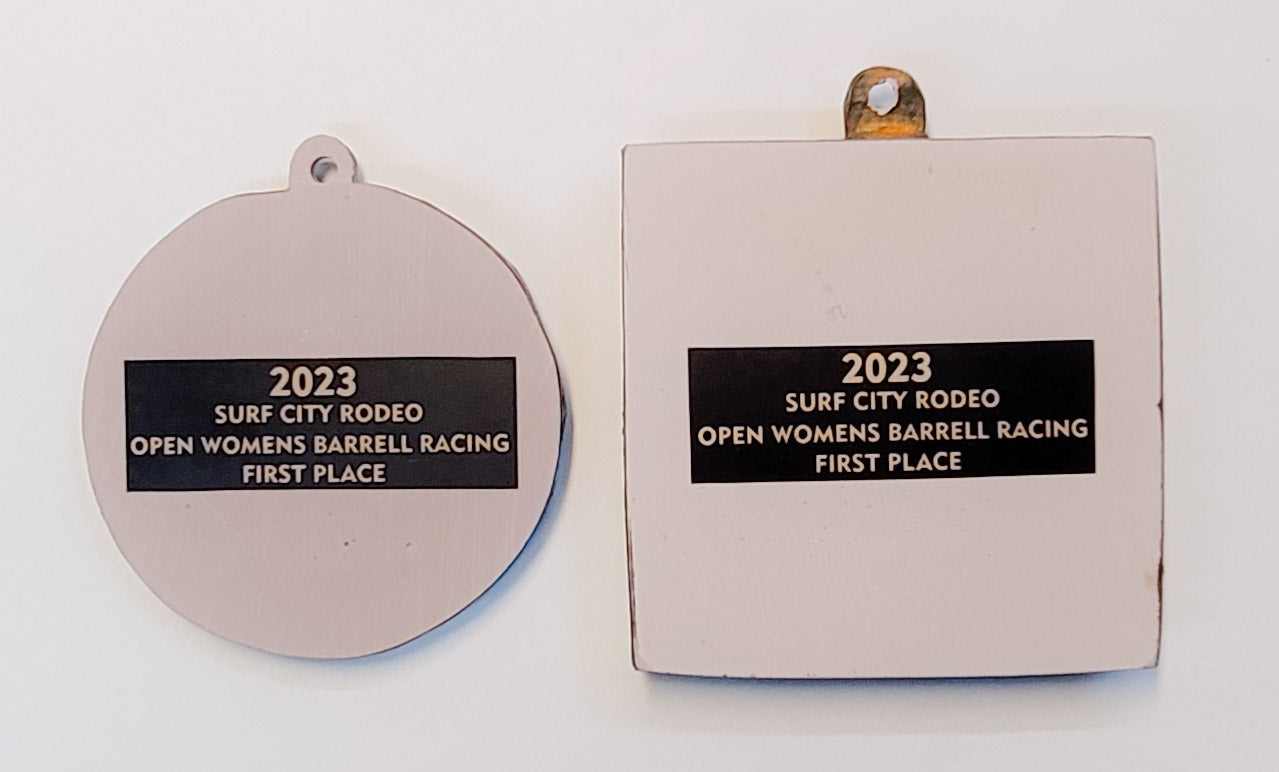 2023
SURF CITY RODEO
OPEN WOMENS BARRELL RACING
FIRST PLACE
2023
SURF CITY RODEO
OPEN WOMENS BARRELL RACING
FIRST PLACE